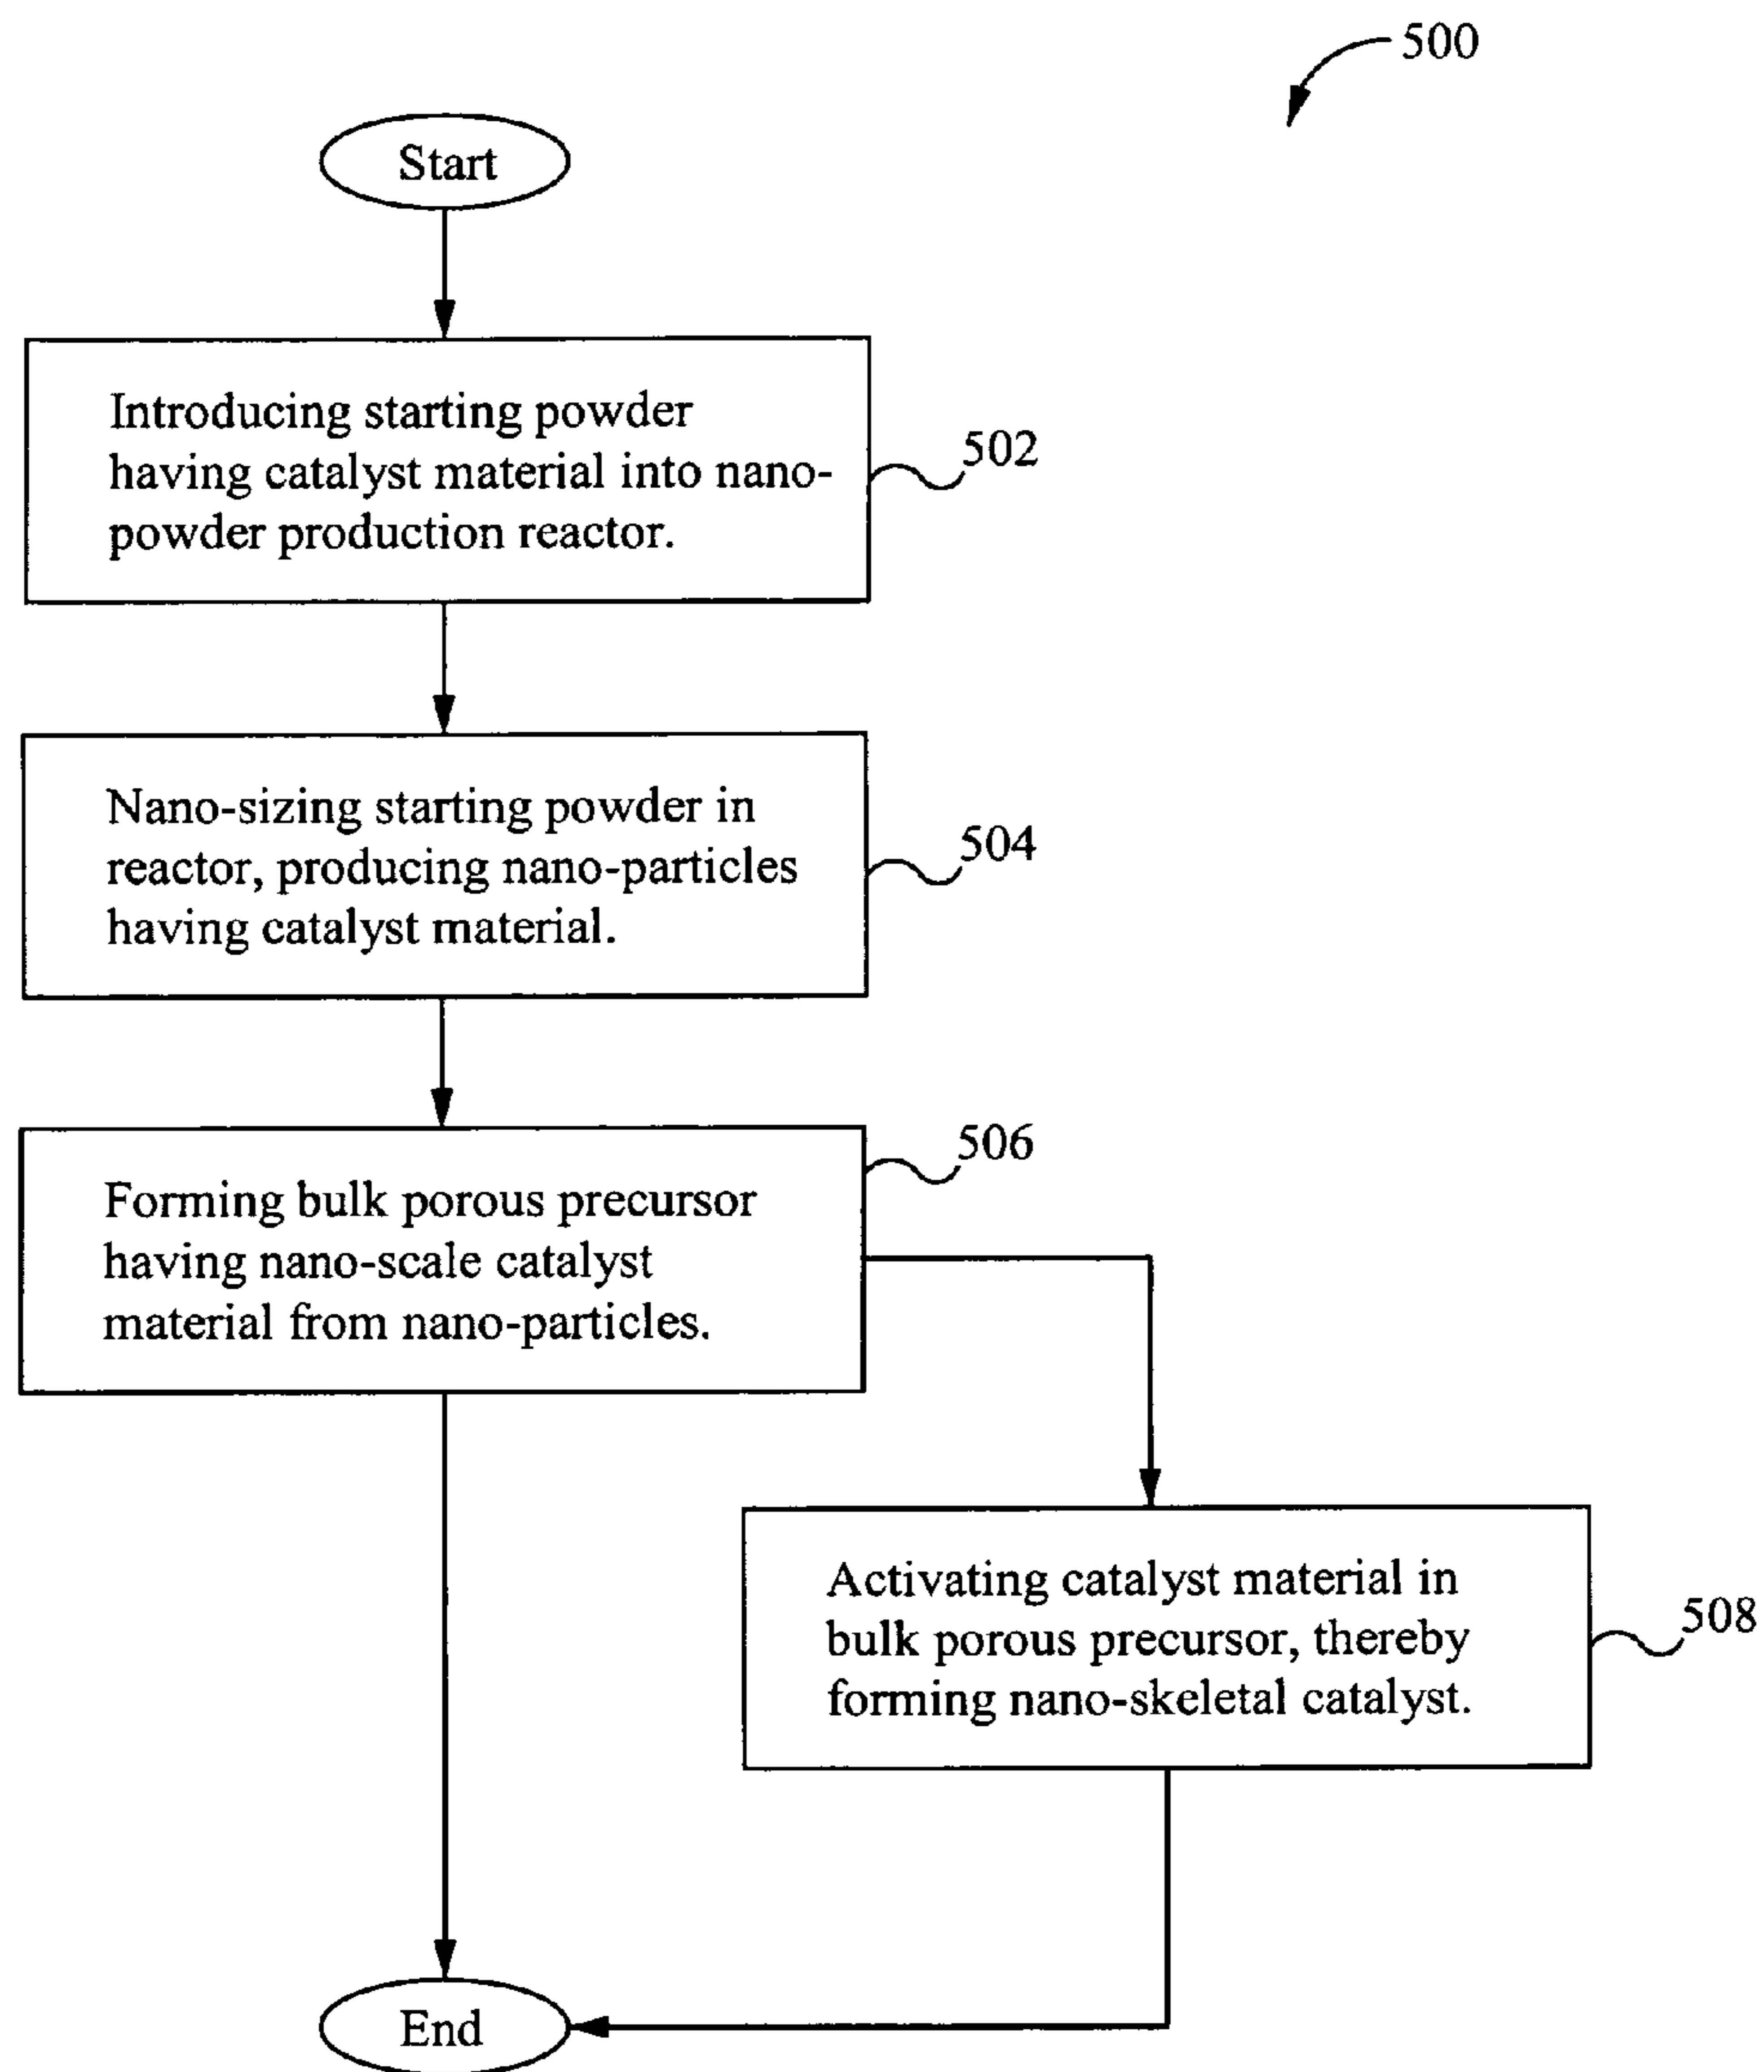 500
Start
Introducing starting powder
having catalyst material into nano-
powder production reactor.
502
Nano-sizing starting powder in
reactor, producing nano-particles
having catalyst material.
504
506
Forming bulk porous precursor
having nano-scale catalyst
material from nano-particles.
Activating catalyst material in
bulk porous precursor, thereby
forming nano-skeletal catalyst.
508
End